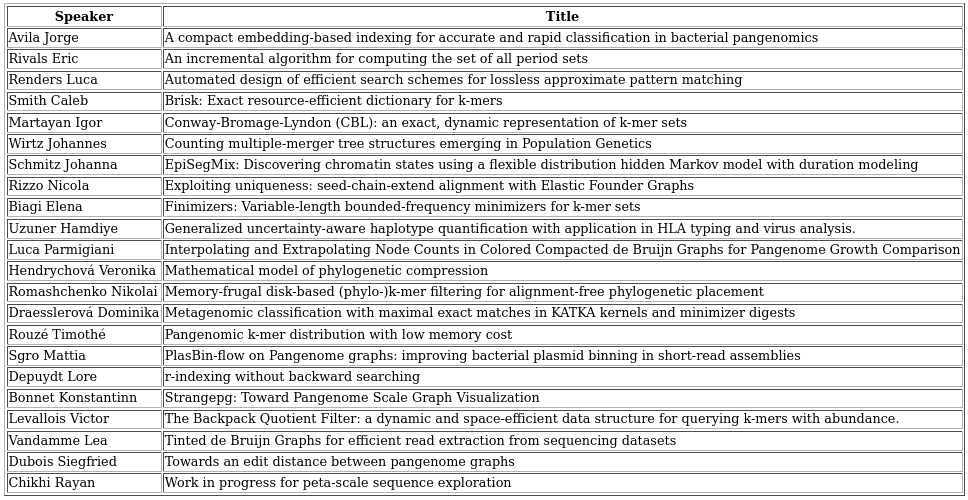 Speaker Title
Avila Jorge A compact embedding-based indexing for accurate and rapid classification in bacterial pangenomics
Rivals Eric An incremental algorithm for computing the set of all period sets
Renders Luca Automated design of efficient search schemes for lossless approximate pattern matching
Smith Caleb Brisk: Exact resource-efficient dictionary for k-mers
Martayan Igor Conway-Bromage-Lyndon (CBL): an exact, dynamic representation of k-mer sets
Wirtz Johannes Counting multiple-merger tree structures emerging in Population Genetics
Schmitz Johanna EpiSegMix: Discovering chromatin states using a flexible distribution hidden Markov model with duration modeling
Rizzo Nicola Exploiting uniqueness: seed-chain-extend alignment with Elastic Founder Graphs
Biagi Elena Finimizers: Variable-length bounded-frequency minimizers for k-mer sets
Uzuner Hamdiye Generalized uncertainty-aware haplotype quantification with application in HLA typing and virus analysis.
Luca Parmigiani Interpolating and Extrapolating Node Counts in Colored Compacted de Bruijn Graphs for Pangenome Growth Comparison
Hendrychová Veronika Mathematical model of phylogenetic compression
Romashchenko Nikolai Memory-frugal disk-based (phylo-)k-mer filtering for alignment-free phylogenetic placement
Draesslerová Dominika Metagenomic classification with maximal exact matches in KATKA kernels and minimizer digests
Rouzé Timothé Pangenomic k-mer distribution with low memory cost
Sgro Mattia PlasBin-flow on Pangenome graphs: improving bacterial plasmid binning in short-read assemblies
Depuydt Lore r-indexing without backward searching
Bonnet Konstantinn Strangepg: Toward Pangenome Scale Graph Visualization
Levallois Victor The Backpack Quotient Filter: a dynamic and space-efficient data structure for querying k-mers with abundance.
Vandamme Lea Tinted de Bruijn Graphs for efficient read extraction from sequencing datasets
Dubois Siegfried Towards an edit distance between pangenome graphs
Chikhi Rayan Work in progress for peta-scale sequence exploration